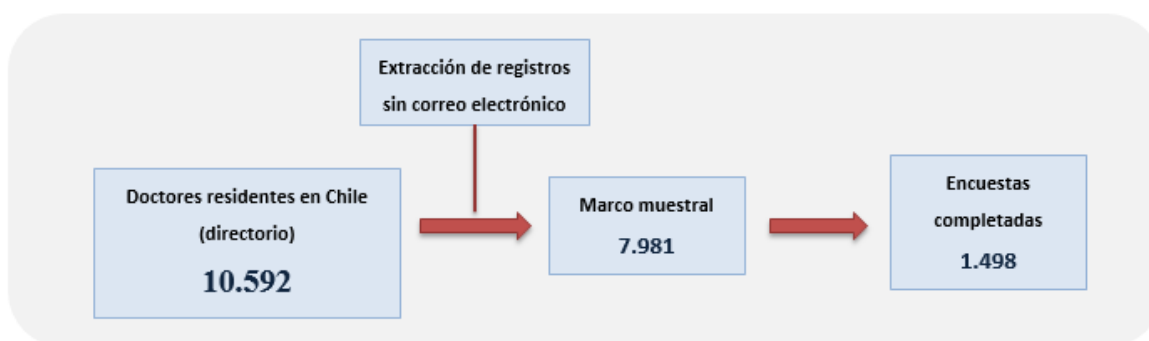 Extracción de registros
sin correo electrónico
Doctores residentes en Chile
(directorio)
10.592
Marco muestral
7.981
Encuestas
completadas
1.498